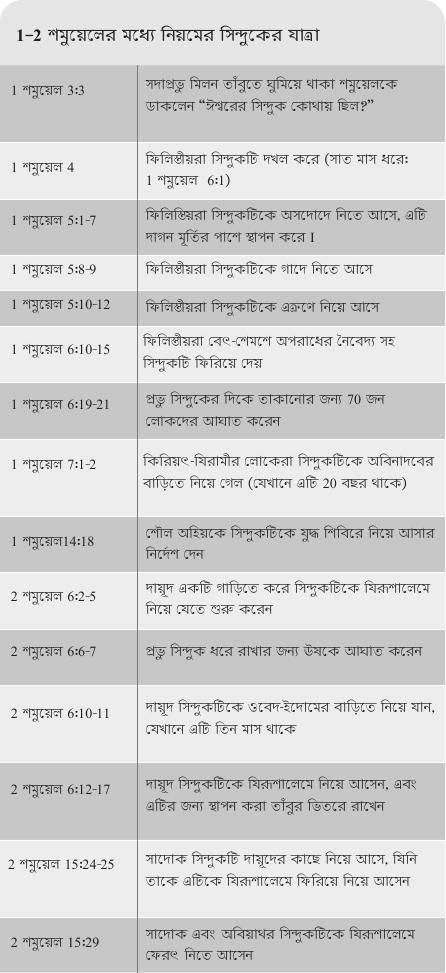 1–2 শমুয়েলের মধ্যে নিয়মের সিন্দুকের যাত্রা
1 শমুয়েল 3:3
সদাপ্রভু মিলন তাঁবুতে ঘুমিয়ে থাকা শমুয়েলকে
ডাকলেন “ঈশ্বরের সিন্দুক কোথায় ছিল?”
1 শমুয়েল 4
ফিলিস্তীয়রা সিন্দুকটি দখল করে (সাত মাস ধরে:
1 শমুয়েল 6:1)
1 শমুয়েল 5:1-7
ফিলিস্তিয়রা সিন্দুকটিকে অসদোদে নিতে আসে, এটি
দাগন মূর্তির পাশে স্থাপন করে I
1 শমুয়েল 5:8-9
ফিলিস্তীয়রা সিন্দুকটিকে গাদে নিতে আসে
1 শমুয়েল 5:10-12
ফিলিস্তীয়রা সিন্দুকটিকে এক্রণে নিয়ে আসে
1 শমুয়েল 6:10-15
ফিলিস্তীয়রা বেৎ-শেমশে অপরাধের নৈবেদ্য সহ
সিন্দুকটি ফিরিয়ে দেয়
1 শমুয়েল 6:19-21
প্রভু সিন্দুকের দিকে তাকানোর জন্য 70 জন
লোকদের আঘাত করেন
1 শমুয়েল 7:1-2
কিরিয়ৎ-যিরামীর লোকেরা সিন্দুকটিকে অবিনাদবের
বাড়িতে নিয়ে গেল (যেখানে এটি 20 বছর থাকে)
1 শমুয়েল14:18
শৌল অহিয়কে সিন্দুকটিকে যুদ্ধ শিবিরে নিয়ে আসার
নির্দেশ দেন
2 শমুয়েল 6:2-5
দায়ূদ একটি গাড়িতে করে সিন্দুকটিকে যিরূশালেমে
নিয়ে যেতে শুরু করেন
2 শমুয়েল 6:6-7
প্রভু সিন্দুক ধরে রাখার জন্য ঊষকে আঘাত করেন
2 শমুয়েল 6:10-11
দায়ূদ সিন্দুকটিকে ওবেদ-ইদোমের বাড়িতে নিয়ে যান,
যেখানে এটি তিন মাস থাকে
2 শমুয়েল 6:12-17
দায়ূদ সিন্দুকটিকে যিরূশালেমে নিয়ে আসেন, এবং
এটির জন্য স্থাপন করা তাঁবুর ভিতরে রাখেন
2 শমুয়েল 15:24-25
সাদোক সিন্দুকটি দায়ূদের কাছে নিয়ে আসে, যিনি
তাকে এটিকে যিরূশালেমে ফিরিয়ে নিয়ে আসেন
2 শমুয়েল 15:29
সাদোক এবং অবিয়াথর সিন্দুকটিকে যিরূশালেমে
ফেরৎ নিতে আসেন